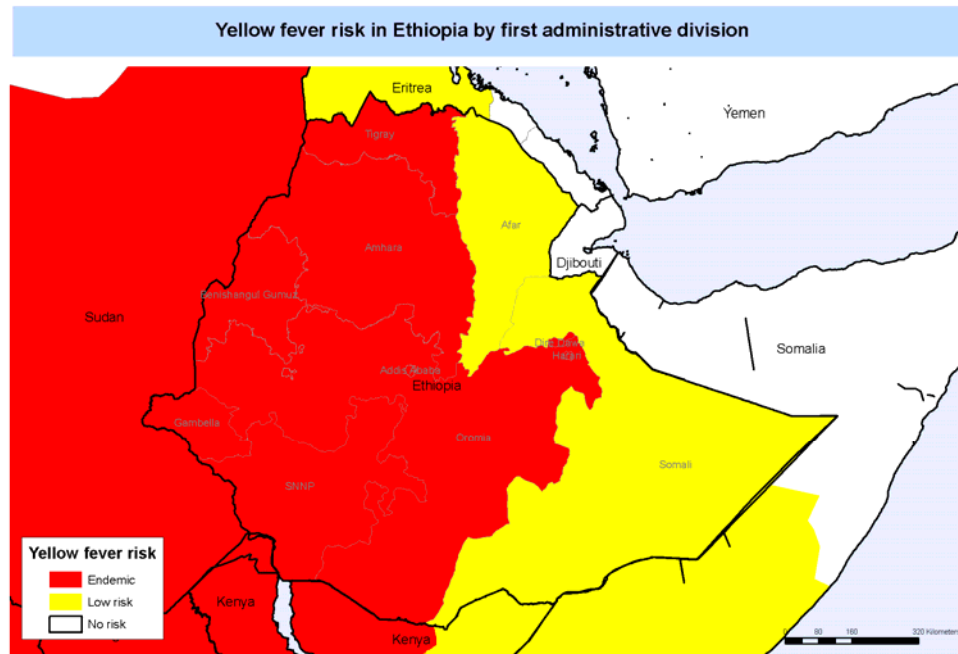 Yellow fever risk in Ethiopia by first administrative division
Eritrea
Yemen
Tigray
Afar
Amhara
Djibouti
Benishangul Gumuz
Sudan
Dire Dawa
Somalia
Addis Ababa
Ethiopia
Gambella
Oromia
Somali
SNNP
Yellow fever risk
Endemic
Low risk
No risk
Kenya
Kenya
80 160 320 Kilometers